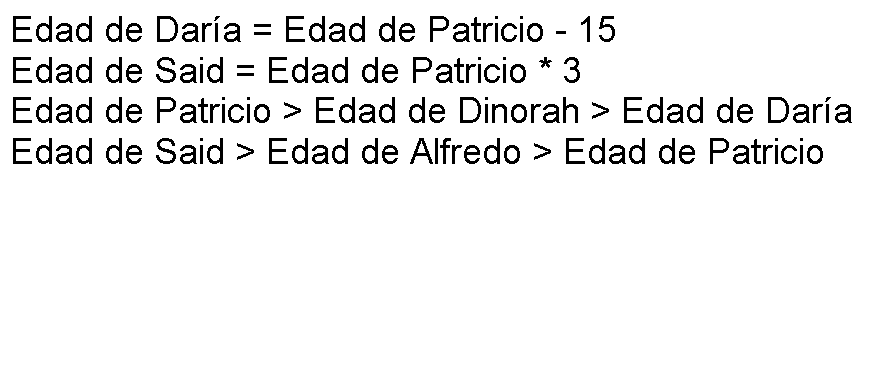 Edad de Daría = Edad de Patricio - 15
Edad de Said = Edad de Patricio * 3
Edad de Patricio > Edad de Dinorah > Edad de Daría
Edad de Said > Edad de Alfredo > Edad de Patricio